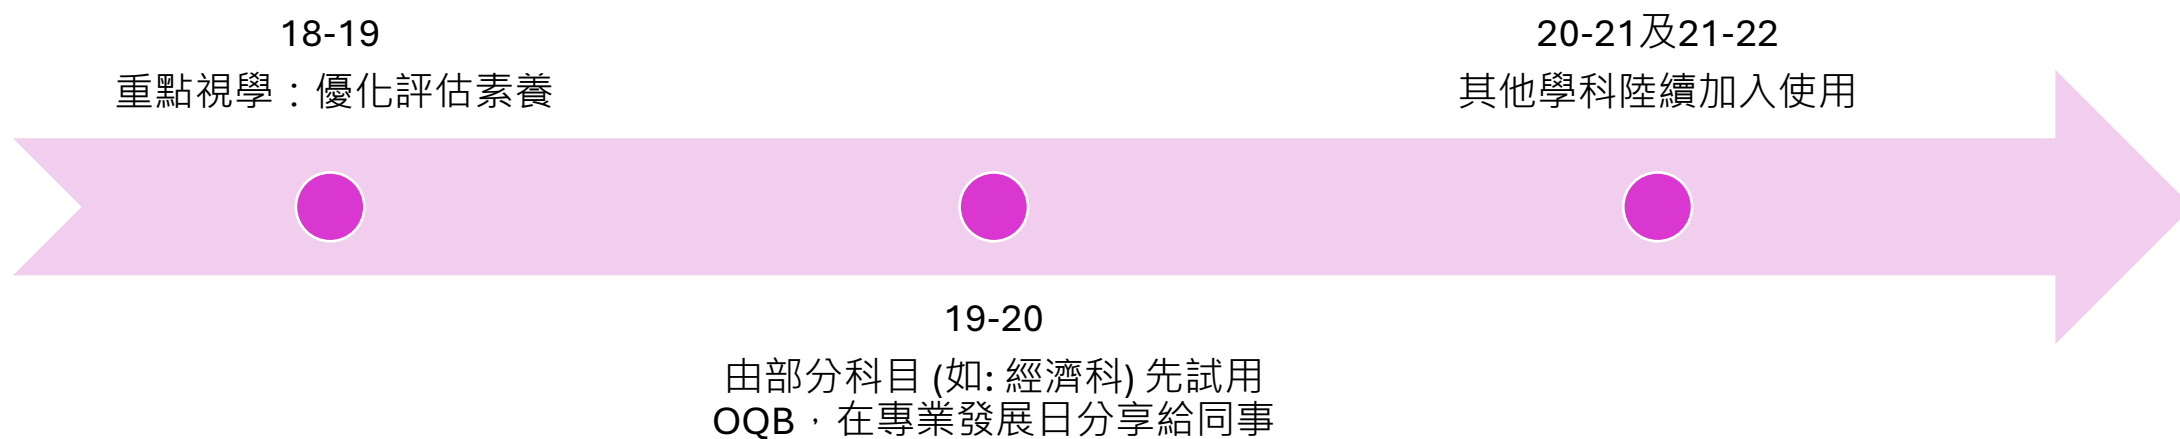 18-19
重點視學：優化評估素養
19-20
由部分科目 (如: 經濟科) 先試用
OQB，在專業發展日分享給同事
20-21及21-22
其他學科陸續加入使用